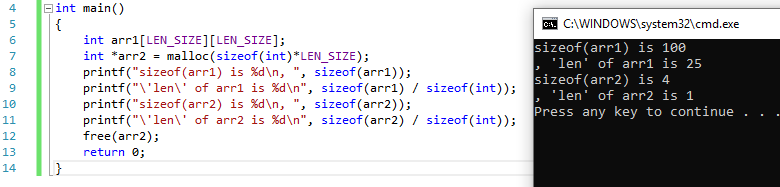 4 int main()
5 {
6 int arr1[LEN_SIZE][LEN_SIZE];
7 int *arr2 = malloc(sizeof(int)*LEN_SIZE);
8 printf("sizeof(arr1) is %d\n, ", sizeof(arr1));
9 printf("\'len\' of arr1 is %d\n", sizeof(arr1) / sizeof(int));
10 printf("sizeof(arr2) is %d\n, ", sizeof(arr2));
11 printf("\'len\' of arr2 is %d\n", sizeof(arr2) / sizeof(int));
12 free(arr2);
13 return 0;
14 }
C:\WINDOWS\system32\cmd.exe
sizeof(arr1) is 100
, 'len' of arr1 is 25
sizeof(arr2) is 4
, 'len' of arr2 is 1
Press any key to continue . . .